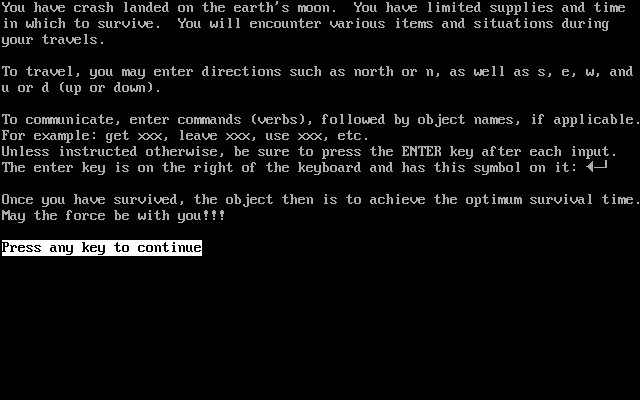 You have crash landed on the earth's moon.  You have limited supplies and time
in which to survive.  You will encounter various items and situations during
your travels.

To travel, you may enter directions such as north or n, as well as s, e, w, and
u or d (up or down).

To communicate, enter commands (verbs), followed by object names, if applicable.
For example: get xxx, leave xxx, use xxx, etc.
Unless instructed otherwise, be sure to press the ENTER key after each input.
The enter key is on the right of the keyboard and has this symbol on it: ◄─┘

Once you have survived, the object then is to achieve the optimum survival time.
May the force be with you!!!

Press any key to continue